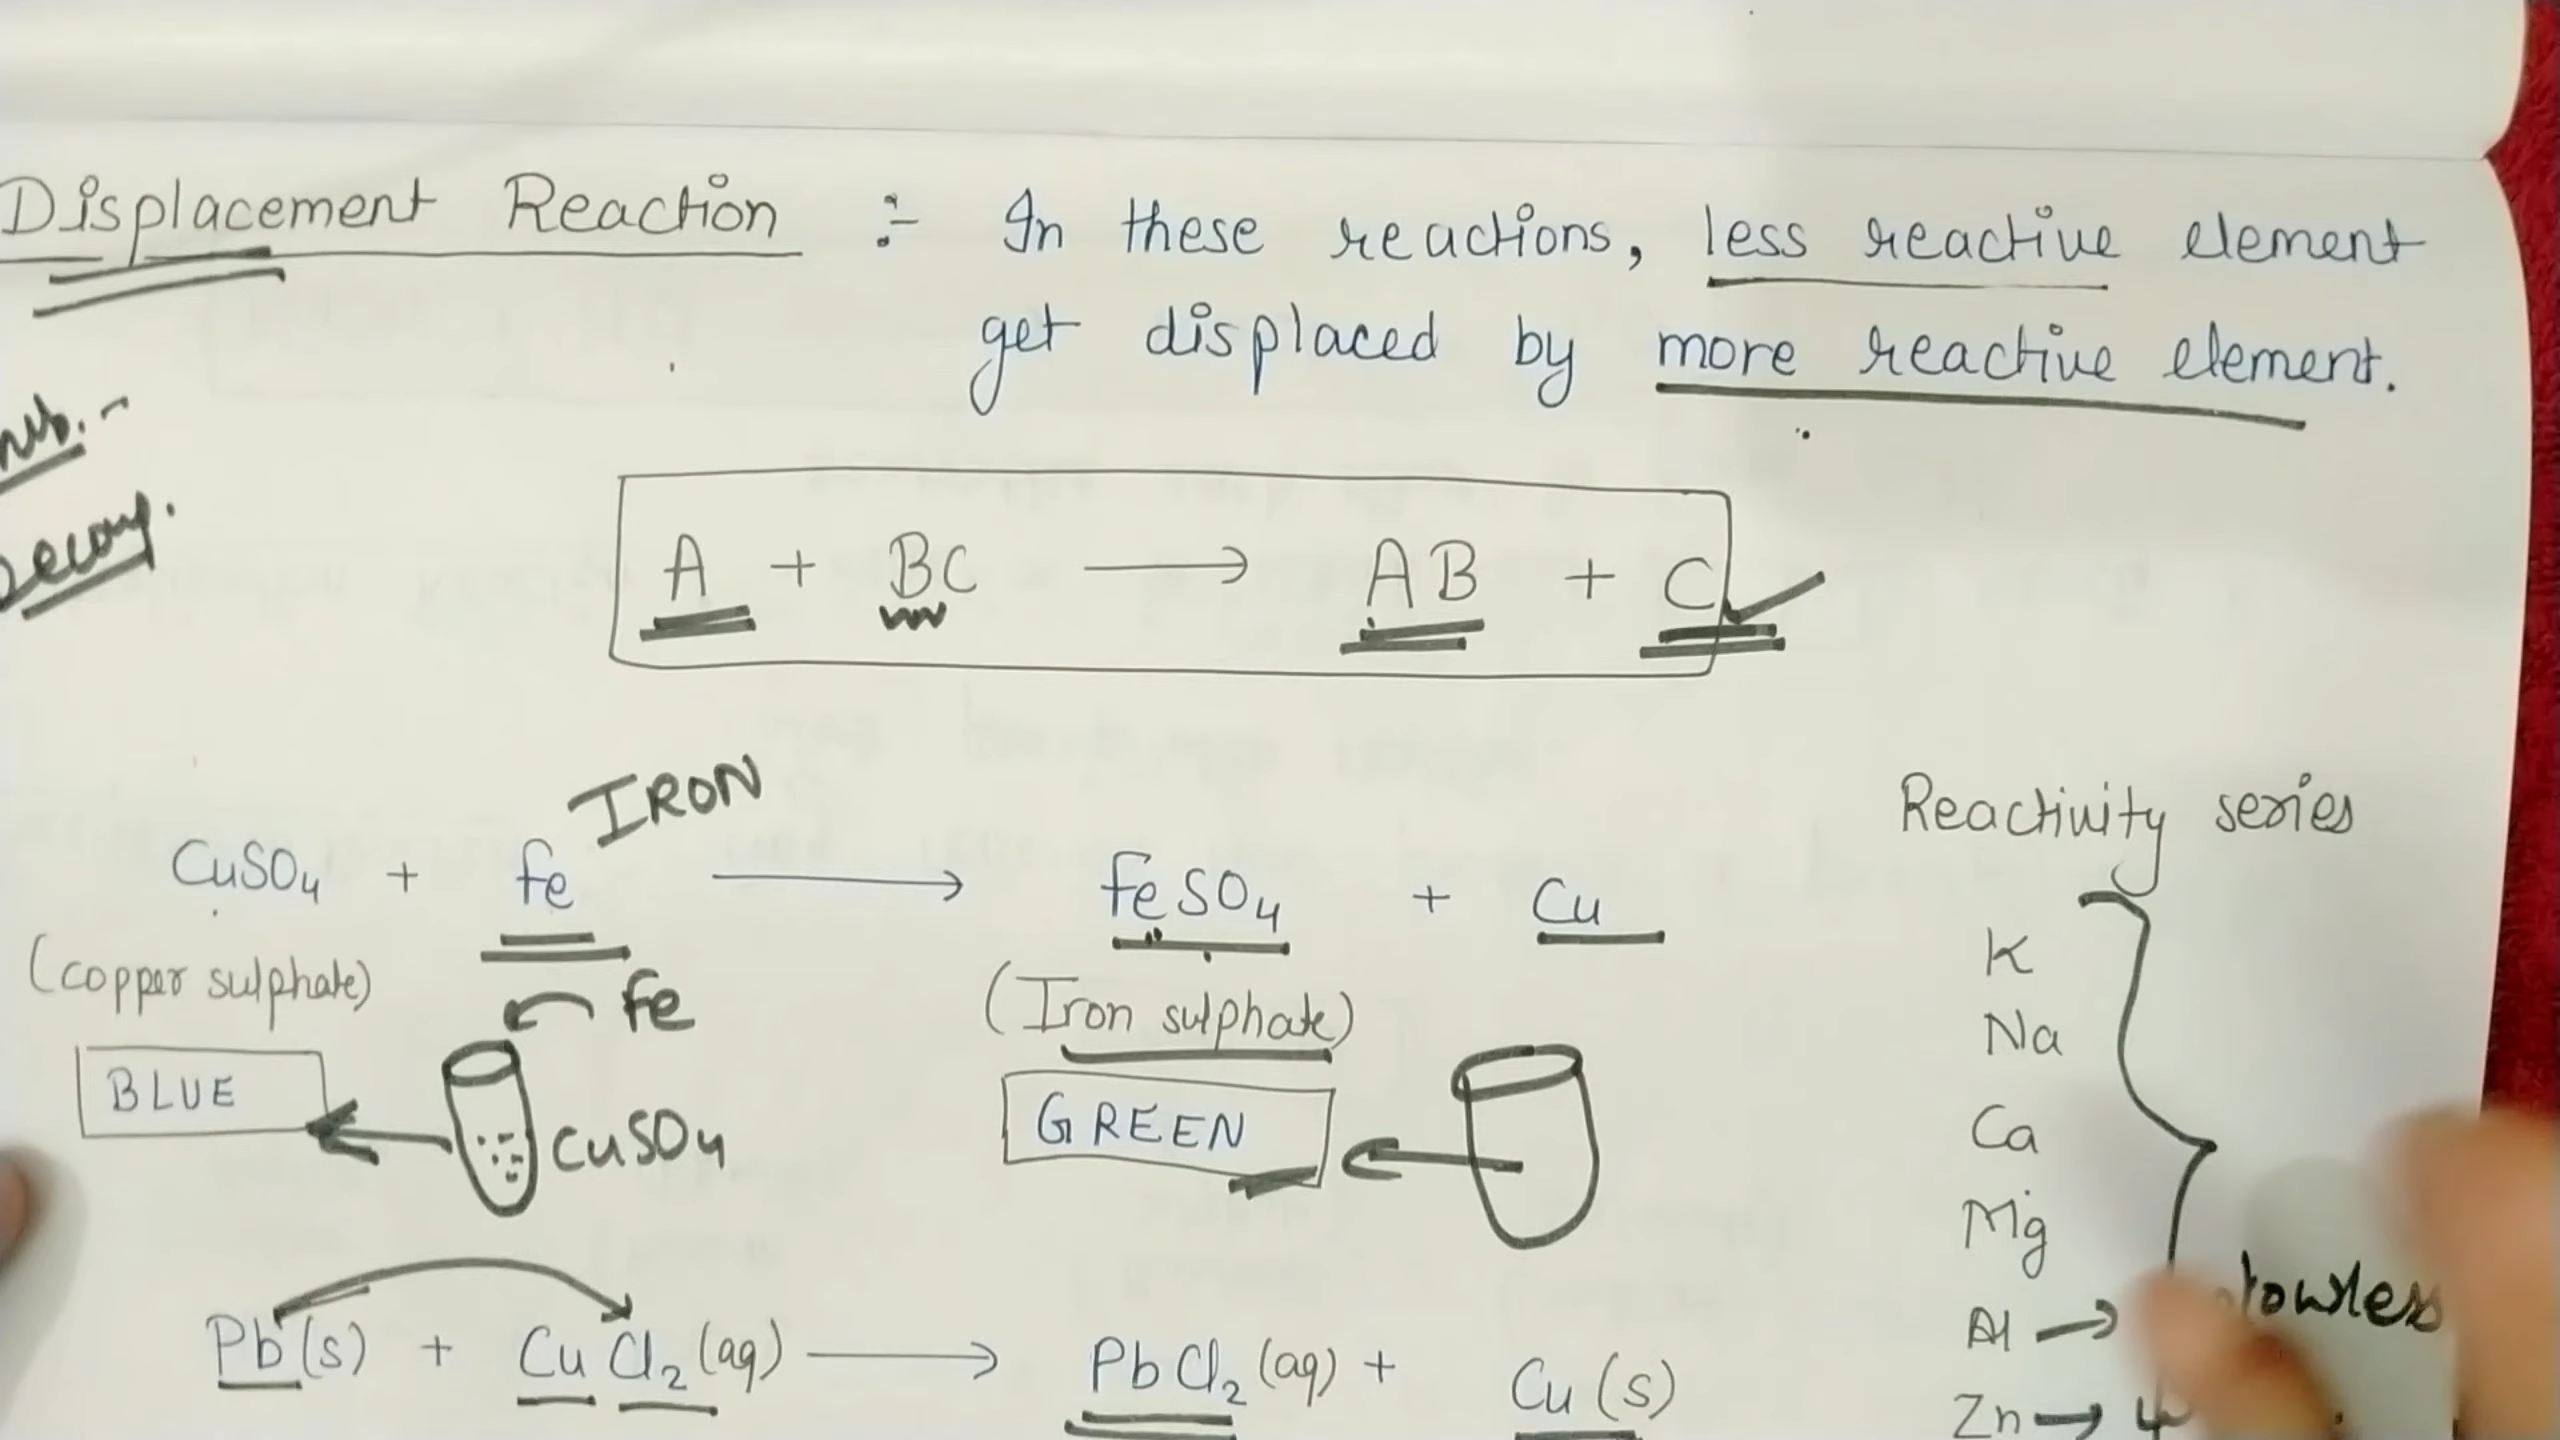 Displacement Reaction :- In these reactions, less reactive element
get displaced by more reactive element.
A + BC → AB + C
IRON
CuSO4 + Fe → FeSO4 + Cu
(copper sulphate)
(Iron sulphate)
Fe
BLUE
CuSO4
GREEN
Pb(s) + CuCl2(aq) → PbCl2(aq) + Cu(s)
Reactivity series
K
Na
Ca
Mg
Al →
Zn →